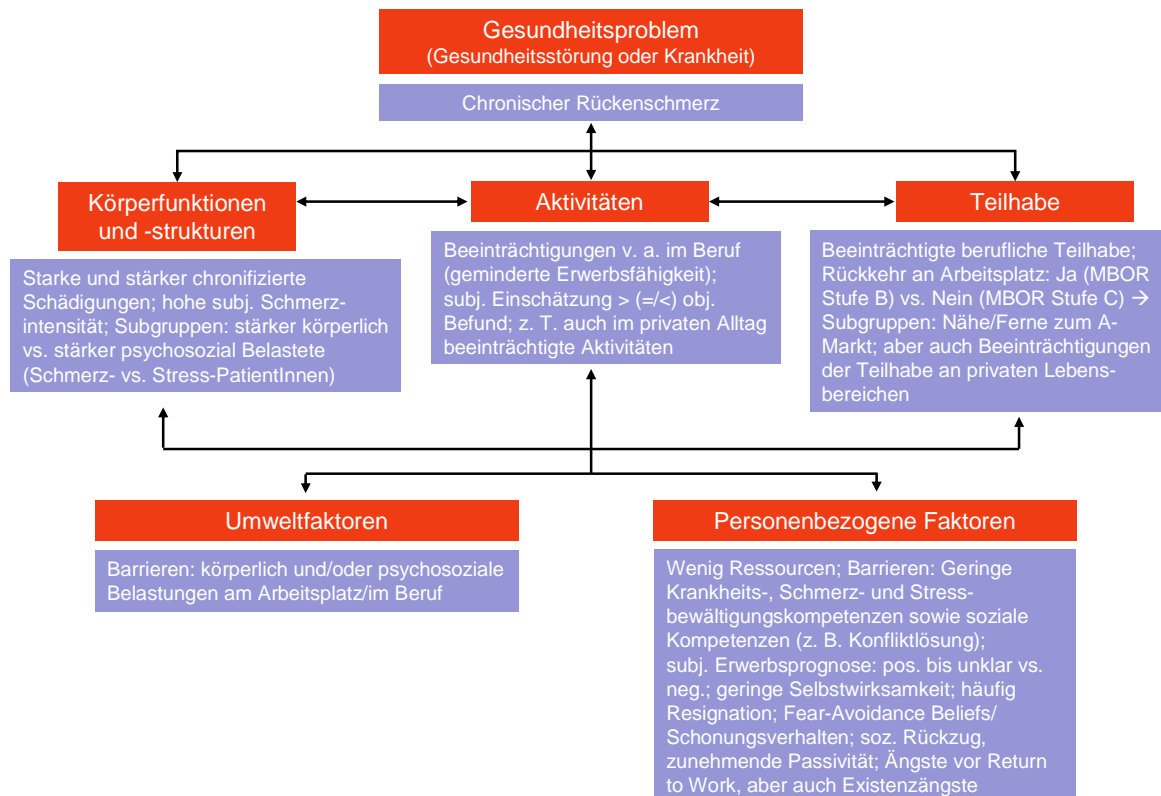 Gesundheitsproblem
(Gesundheitsstörung oder Krankheit)
Chronischer Rückenschmerz
Körperfunktionen
und -strukturen
Starke und stärker chronifizierte
Schädigungen; hohe subj. Schmerz-
intensität; Subgruppen: stärker körperlich
vs. stärker psychosozial Belastete
(Schmerz- vs. Stress-PatientInnen)
Aktivitäten
Beeinträchtigungen v. a. im Beruf
(geminderte Erwerbsfähigkeit);
subj. Einschätzung > (=/<) obj.
Befund; z. T. auch im privaten Alltag
beeinträchtigte Aktivitäten
Teilhabe
Beeinträchtigte berufliche Teilhabe;
Rückkehr an Arbeitsplatz: Ja (MBOR
Stufe B) vs. Nein (MBOR Stufe C) →
Subgruppen: Nähe/Ferne zum A-
Markt; aber auch Beeinträchtigungen
der Teilhabe an privaten Lebens-
bereichen
Umweltfaktoren
Barrieren: körperlich und/oder psychosoziale
Belastungen am Arbeitsplatz/im Beruf
Personenbezogene Faktoren
Wenig Ressourcen; Barrieren: Geringe
Krankheits-, Schmerz- und Stress-
bewältigungskompetenzen sowie soziale
Kompetenzen (z. B. Konfliktlösung);
subj. Erwerbsprognose: pos. bis unklar vs.
neg.; geringe Selbstwirksamkeit; häufig
Resignation; Fear-Avoidance Beliefs/
Schonungsverhalten; soz. Rückzug,
zunehmende Passivität; Ängste vor Return
to Work, aber auch Existenzängste